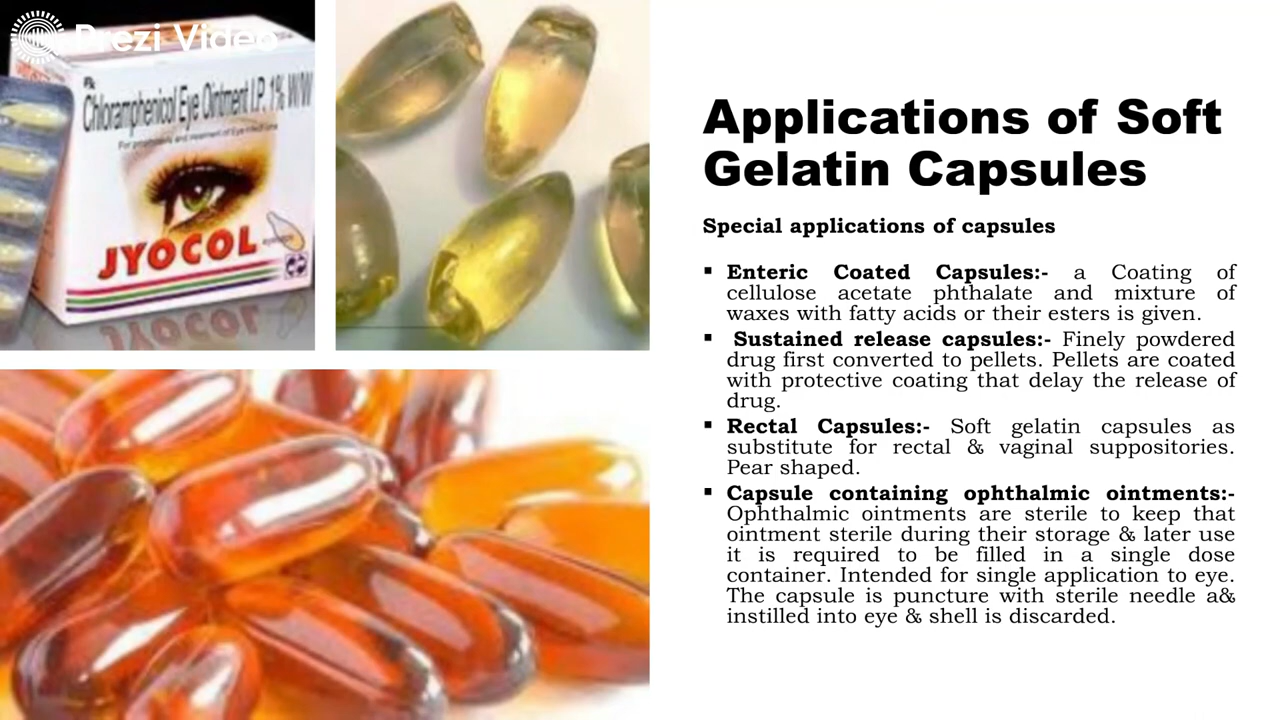 Prezi Video
Chloramphenicol Eye Ointment I.P. 1% W/W
JYOCOL
Applications of Soft
Gelatin Capsules
Special applications of capsules
▪ Enteric Coated Capsules:- a Coating of
cellulose acetate phthalate and mixture of
waxes with fatty acids or their esters is given.
▪ Sustained release capsules:- Finely powdered
drug first converted to pellets. Pellets are coated
with protective coating that delay the release of
drug.
▪ Rectal Capsules:- Soft gelatin capsules as
substitute for rectal & vaginal suppositories.
Pear shaped.
▪ Capsule containing ophthalmic ointments:-
Ophthalmic ointments are sterile to keep that
ointment sterile during their storage & later use
it is required to be filled in a single dose
container. Intended for single application to eye.
The capsule is puncture with sterile needle a&
instilled into eye & shell is discarded.